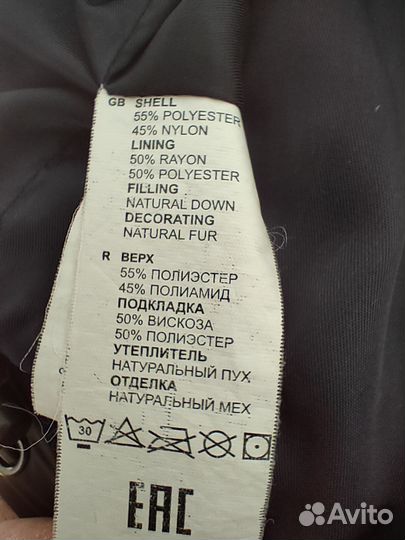 GB SHELL
55% POLYESTER
45% NYLON
LINING
50% RAYON
50% POLYESTER
FILLING
NATURAL DOWN
DECORATING
NATURAL FUR
R ВЕРХ
55% ПОЛИЭСТЕР
45% ПОЛИАМИД
ПОДКЛАДКА
50% ВИСКОЗА
50% ПОЛИЭСТЕР
УТЕПЛИТЕЛЬ
НАТУРАЛЬНЫЙ ПУХ
ОТДЕЛКА
НАТУРАЛЬНЫЙ МЕХ
30
EAC
Avito